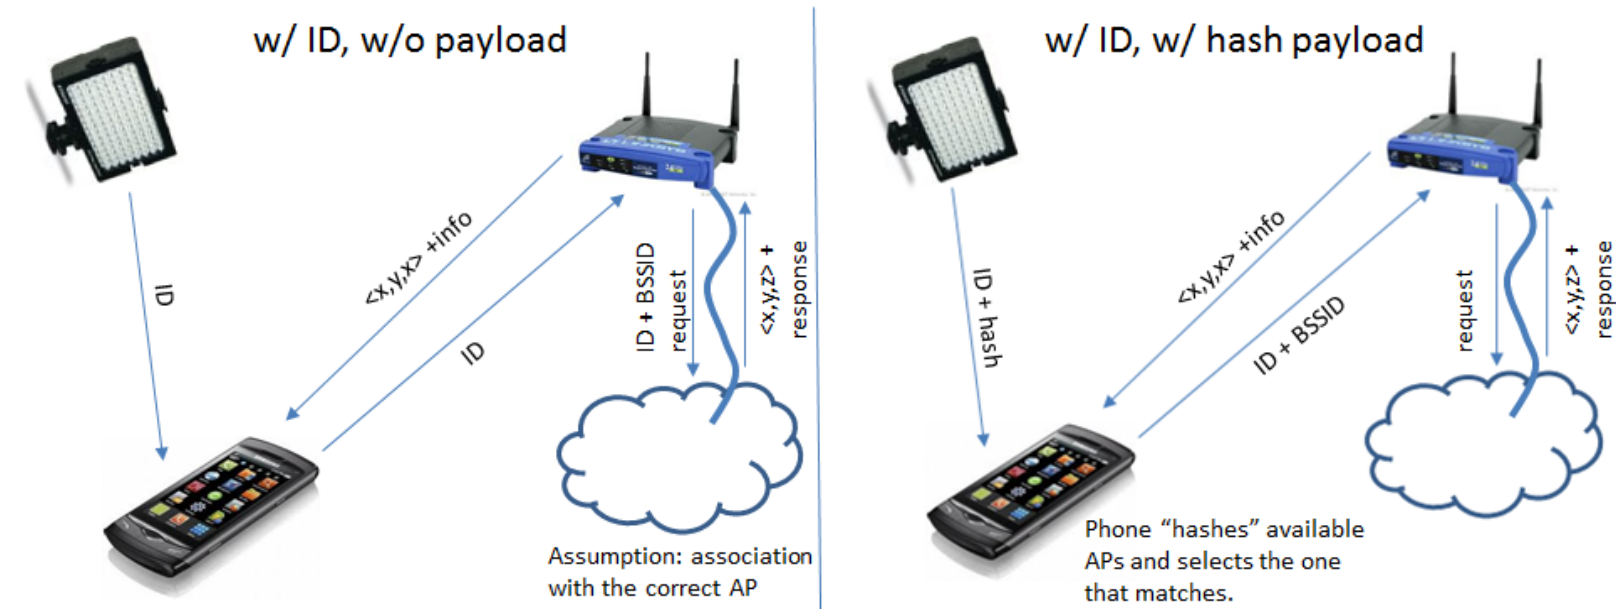 w/ ID, w/o payload
ID
<x,y,x> +info
ID
ID + BSSID
request
<x,y,z> +
response
Assumption: association
with the correct AP
w/ ID, w/ hash payload
ID + hash
<x,y,x> +info
ID + BSSID
request
<x,y,z> +
response
Phone “hashes” available
APs and selects the one
that matches.